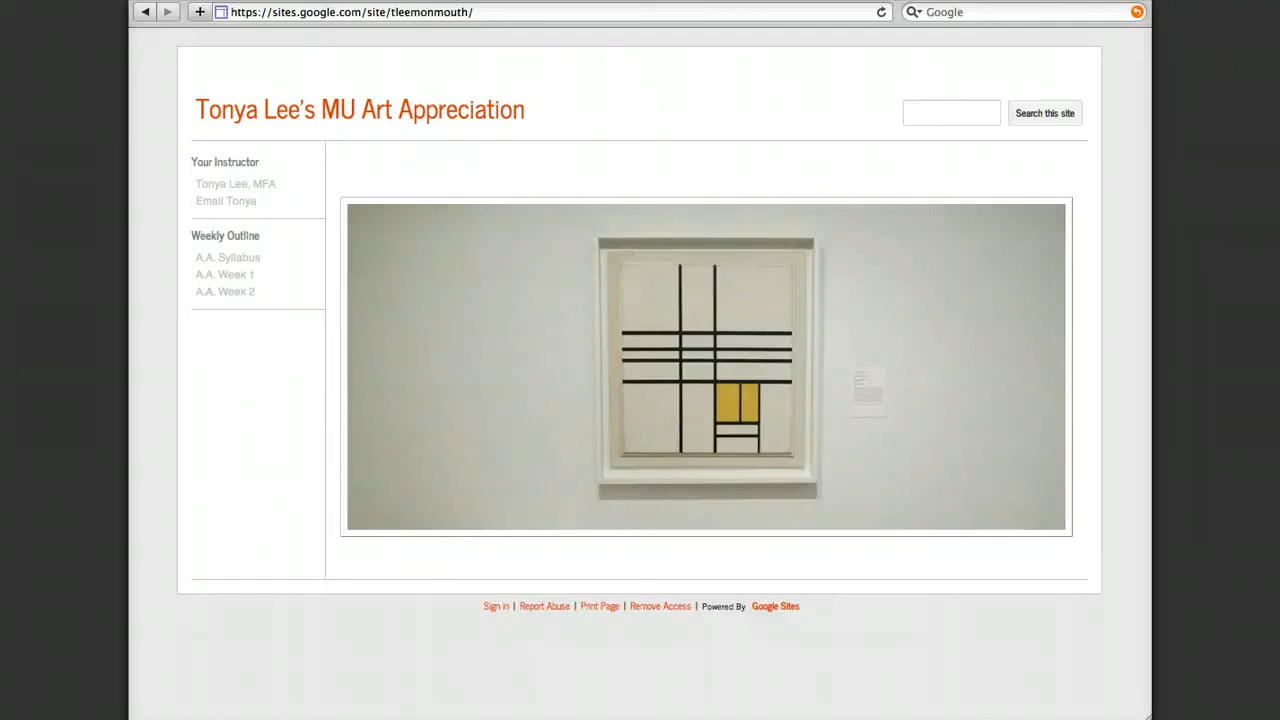 https://sites.google.com/site/tleemonmouth/
Google
Tonya Lee's MU Art Appreciation
Search this site
Your Instructor
Tonya Lee, MFA
Email Tonya
Weekly Outline
A.A. Syllabus
A.A. Week 1
A.A. Week 2
Sign in | Report Abuse | Print Page | Remove Access | Powered By Google Sites